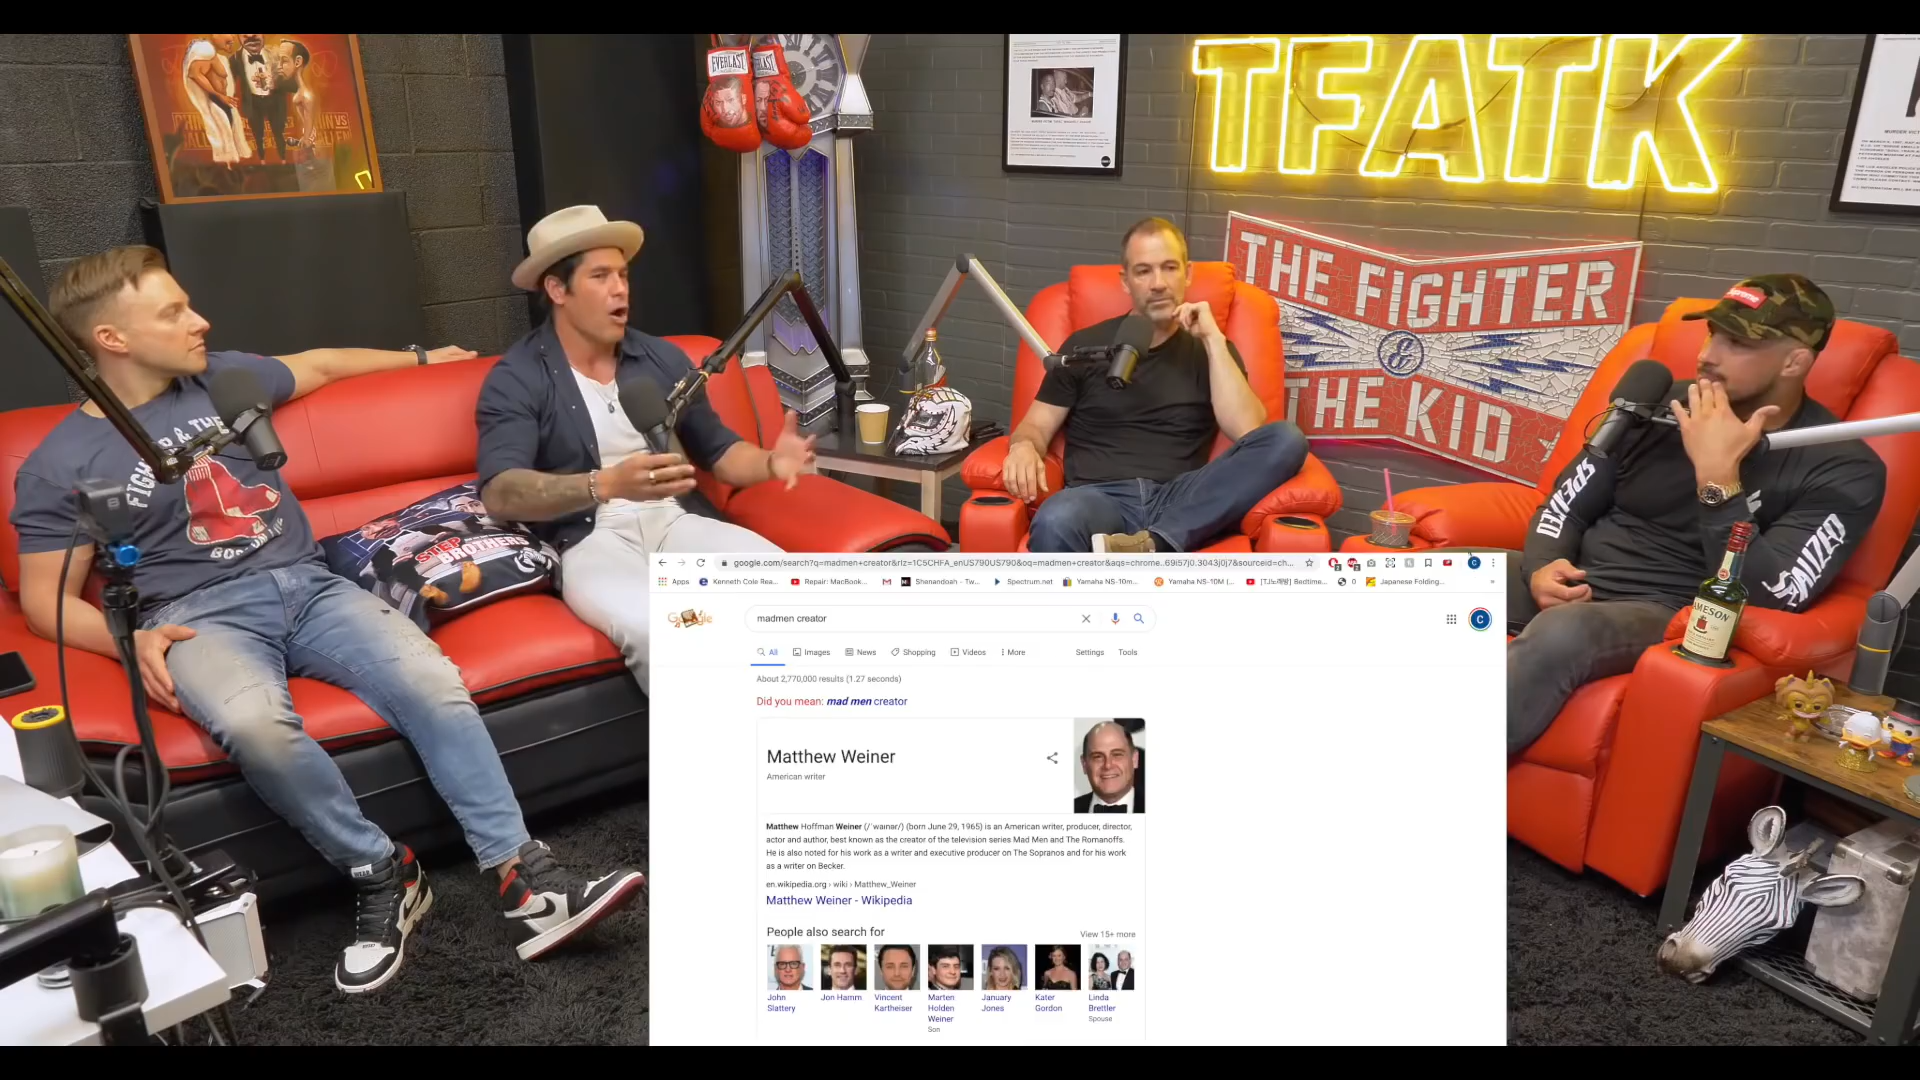 EVERLAST
TFATK
THE FIGHTER
&
THE KID
Supreme
STEP
BROTHERS
JAMESON
google.com/search?q=madmen+creator&rlz=1C5CHFA_enUS790US790&oq=madmen+creator&aqs=chrome..69i57j0.3043j0j7&sourceid=ch...
Apps
Kenneth Cole Rea...
Repair: MacBook...
Shenandoah - Tw...
Spectrum.net
Yamaha NS-10m...
Yamaha NS-10M (...
0
Japanese Folding...
»
Google
madmen creator
C
All
Images
News
Shopping
Videos
More
Settings
Tools
About 2,770,000 results (1.27 seconds)
Did you mean: mad men creator
Matthew Weiner
American writer
Matthew Hoffman Weiner (/ˈwaɪnər/) (born June 29, 1965) is an American writer, producer, director,
actor and author, best known as the creator of the television series Mad Men and The Romanoffs.
He is also noted for his work as a writer and executive producer on The Sopranos and for his work
as a writer on Becker.
en.wikipedia.org › wiki › Matthew_Weiner
Matthew Weiner - Wikipedia
People also search for
View 15+ more
John
Slattery
Jon Hamm
Vincent
Kartheiser
Marten
Holden
Weiner
Son
January
Jones
Kater
Gordon
Linda
Brettler
Spouse